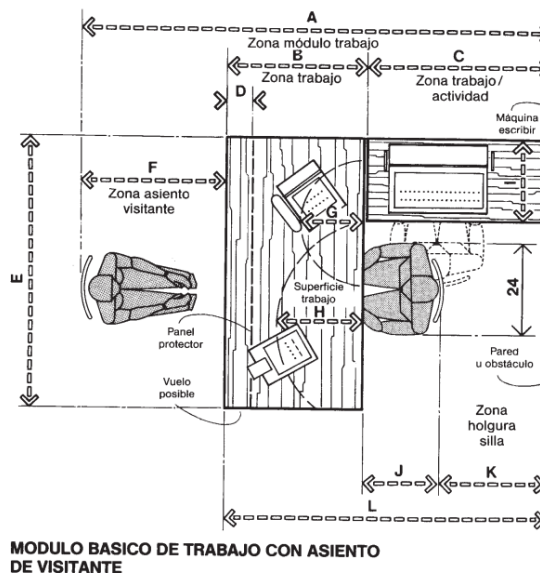 A
Zona módulo trabajo
B
C
Zona trabajo
Zona trabajo/
actividad
D
Máquina
escribir
F
Zona asiento
visitante
G
I
E
24
Superficie
trabajo
H
Panel
protector
Vuelo
posible
Pared
u obstáculo
Zona
holgura
silla
J
K
L
MODULO BASICO DE TRABAJO CON ASIENTO
DE VISITANTE